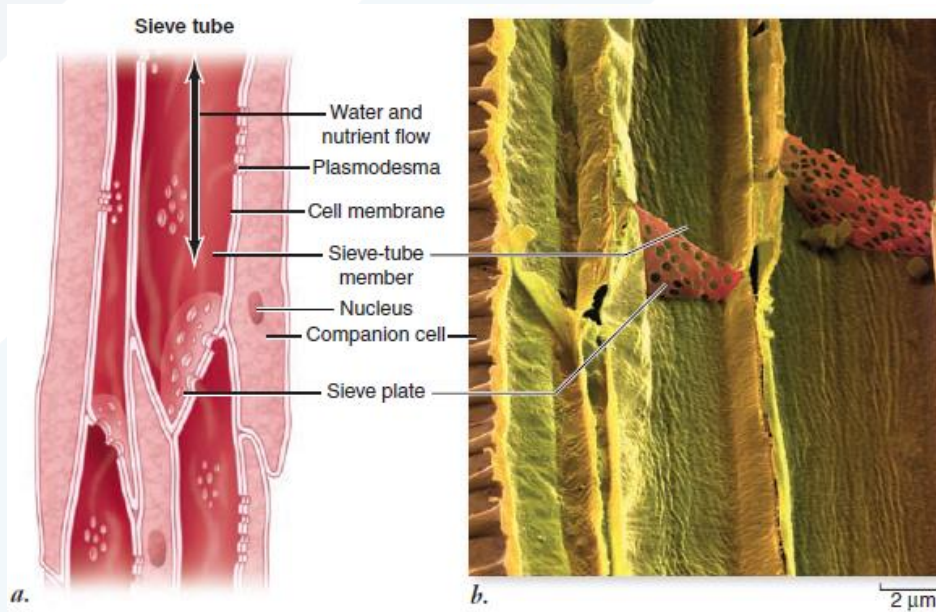 Sieve tube
Water and
nutrient flow
Plasmodesma
Cell membrane
Sieve-tube
member
Nucleus
Companion cell
Sieve plate
a.
b.
2 µm